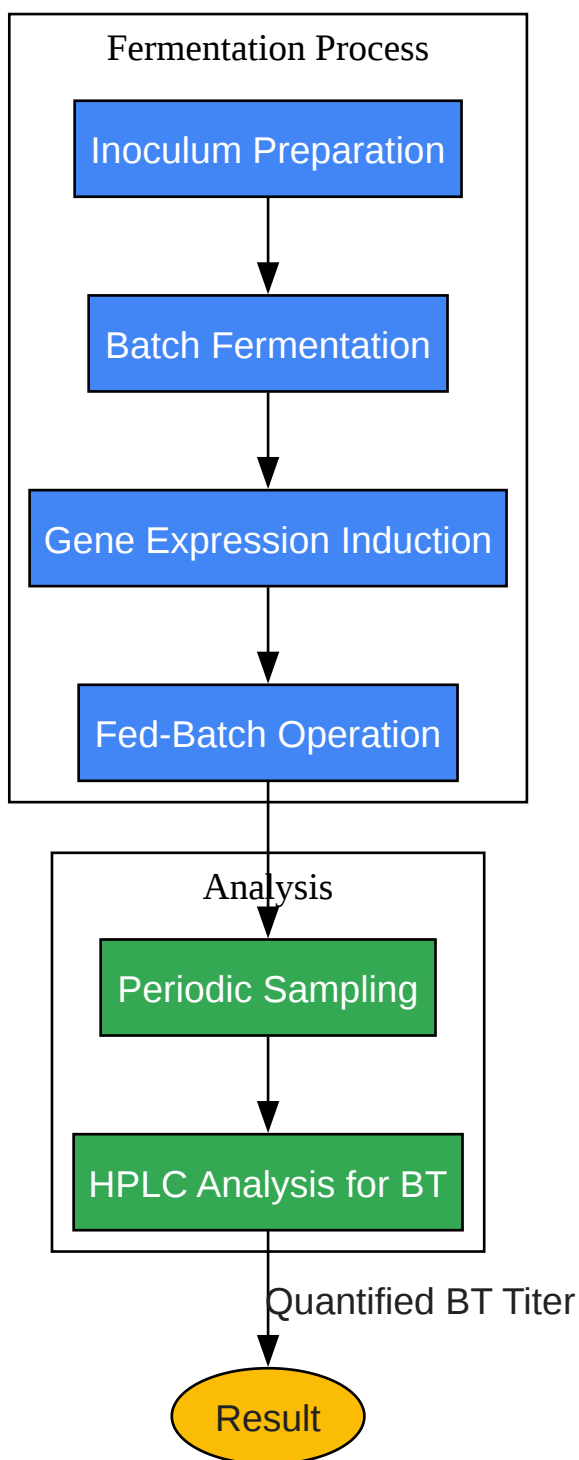 Fermentation Process
Inoculum Preparation
Batch Fermentation
Gene Expression Induction
Fed-Batch Operation
Analysis
Periodic Sampling
HPLC Analysis for BT
Quantified BT Titer
Result